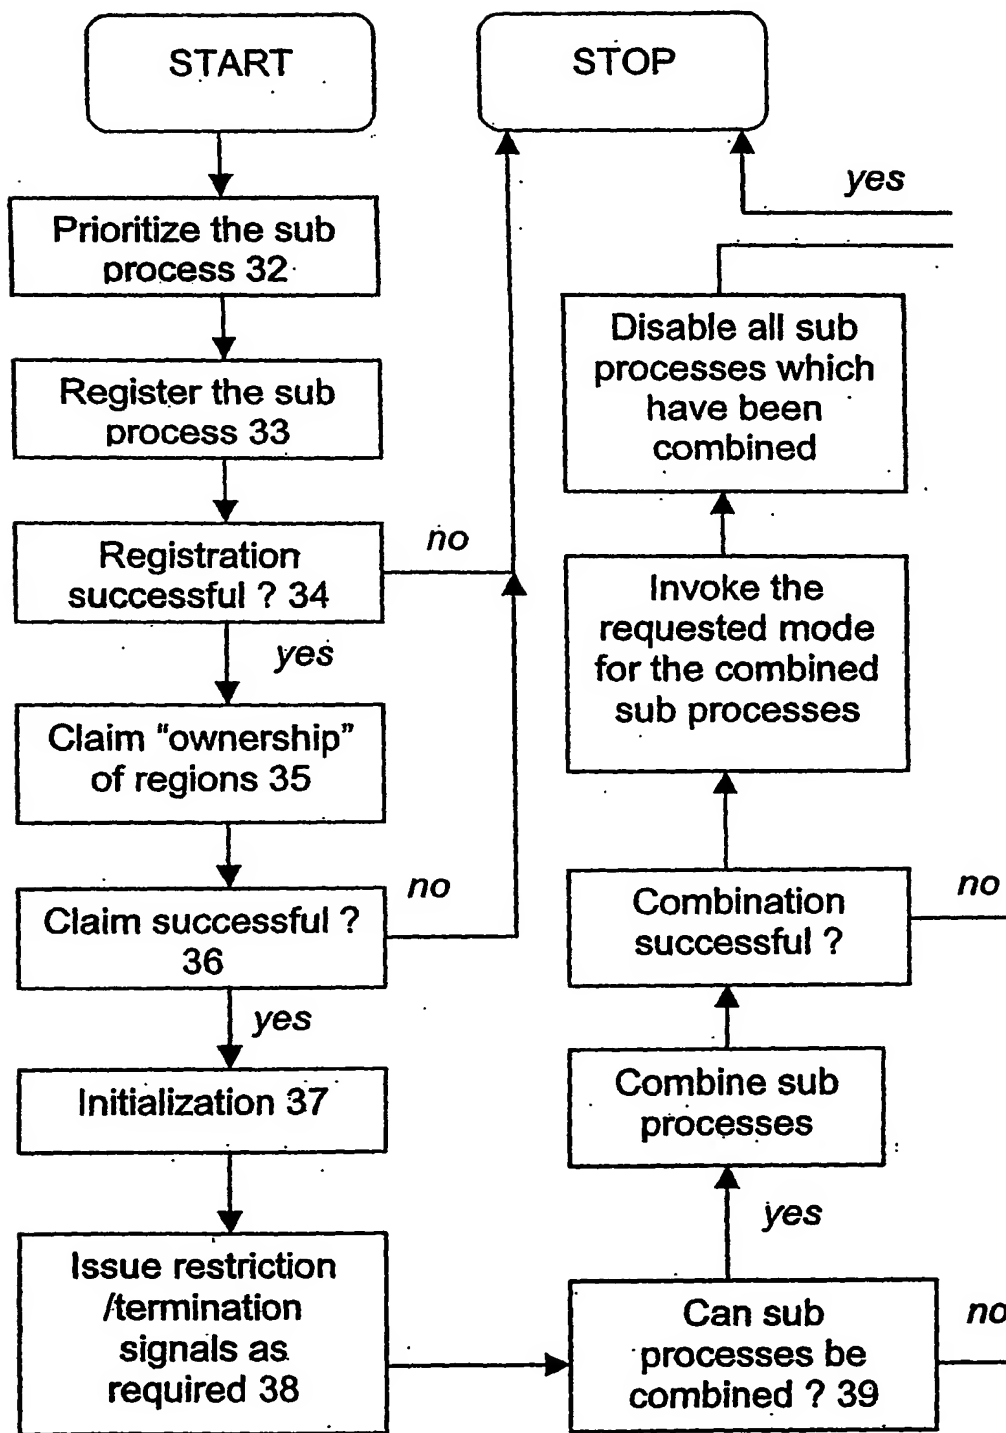 START
Prioritize the sub
process 32
Register the sub
process 33
Registration
successful ? 34
no
yes
Claim “ownership”
of regions 35
Claim successful ?
36
no
yes
Initialization 37
Issue restriction
/termination
signals as
required 38
STOP
yes
Disable all sub
processes which
have been
combined
Invoke the
requested mode
for the combined
sub processes
Combination
successful ?
no
Combine sub
processes
yes
Can sub
processes be
combined ? 39
no